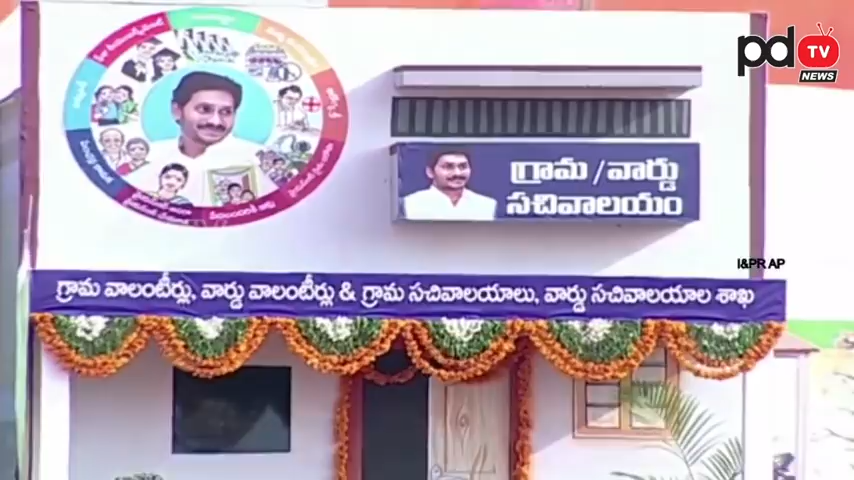 pd TV
NEWS
గ్రామ / వార్డు
సచివాలయం
I&PR AP
గ్రామ వాలంటీర్లు, వార్డు వాలంటీర్లు & గ్రామ సచివాలయాలు, వార్డు సచివాలయాల శాఖ